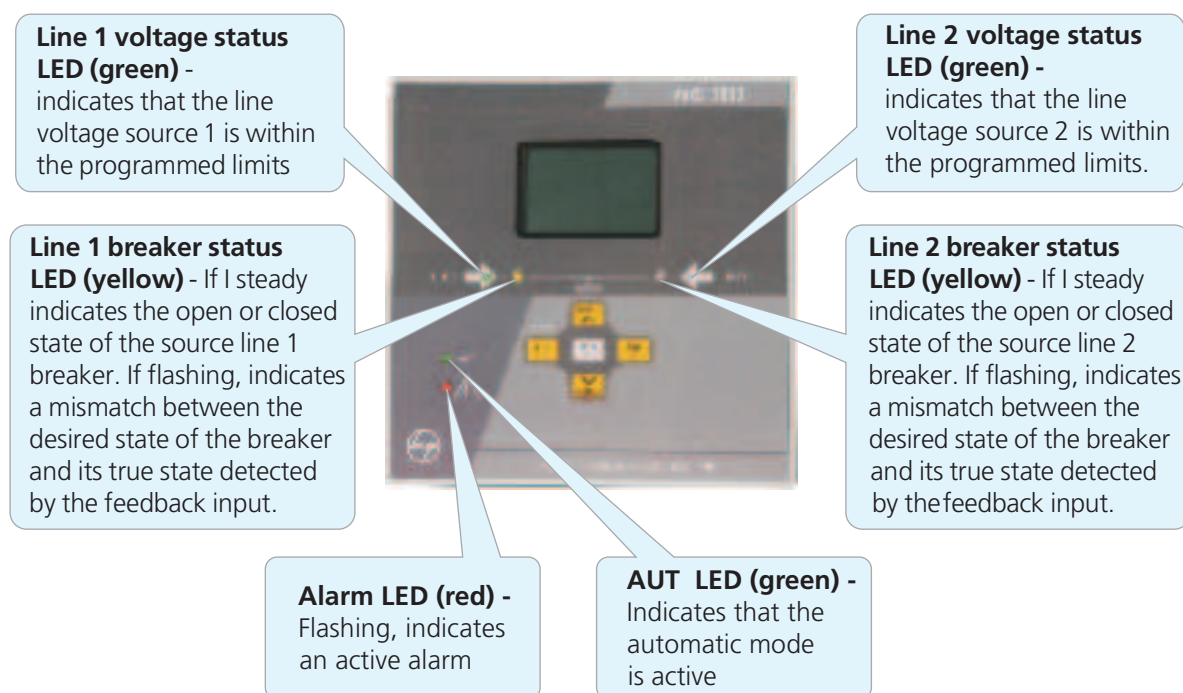 Line 1 voltage status
LED (green) -
indicates that the line
voltage source 1 is within
the programmed limits
Line 2 voltage status
LED (green) -
indicates that the line
voltage source 2 is within
the programmed limits.
Line 1 breaker status
LED (yellow) - If I steady
indicates the open or closed
state of the source line 1
breaker. If flashing, indicates
a mismatch between the
desired state of the breaker
and its true state detected
by the feedback input.
Line 2 breaker status
LED (yellow) - If I steady
indicates the open or closed
state of the source line 2
breaker. If flashing, indicates
a mismatch between the
desired state of the breaker
and its true state detected
by thefeedback input.
Alarm LED (red) -
Flashing, indicates
an active alarm
AUT LED (green) -
Indicates that the
automatic mode
is active